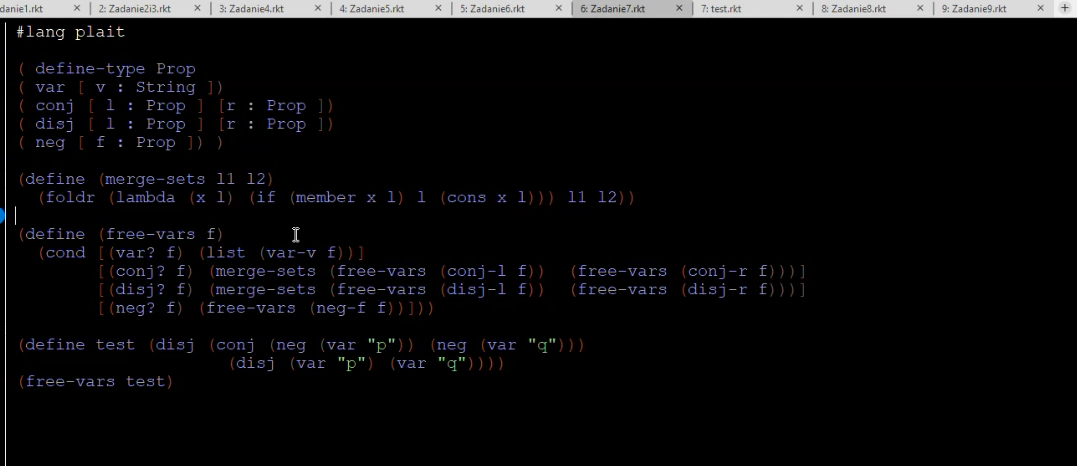 danie1.rkt 2: Zadanie2i3.rkt 3: Zadanie4.rkt 4: Zadanie5.rkt 5: Zadanie6.rkt 6: Zadanie7.rkt 7: test.rkt 8: Zadanie8.rkt 9: Zadanie9.rkt
#lang plait
( define-type Prop
( var [ v : String ])
( conj [ l : Prop ] [r : Prop ])
( disj [ l : Prop ] [r : Prop ])
( neg [ f : Prop ]) )
(define (merge-sets l1 l2)
(foldr (lambda (x l) (if (member x l) l (cons x l))) l1 l2))
(define (free-vars f)
(cond [(var? f) (list (var-v f))]
[(conj? f) (merge-sets (free-vars (conj-l f)) (free-vars (conj-r f)))]
[(disj? f) (merge-sets (free-vars (disj-l f)) (free-vars (disj-r f)))]
[(neg? f) (free-vars (neg-f f))]))
(define test (disj (conj (neg (var "p")) (neg (var "q")))
(disj (var "p") (var "q"))))
(free-vars test)